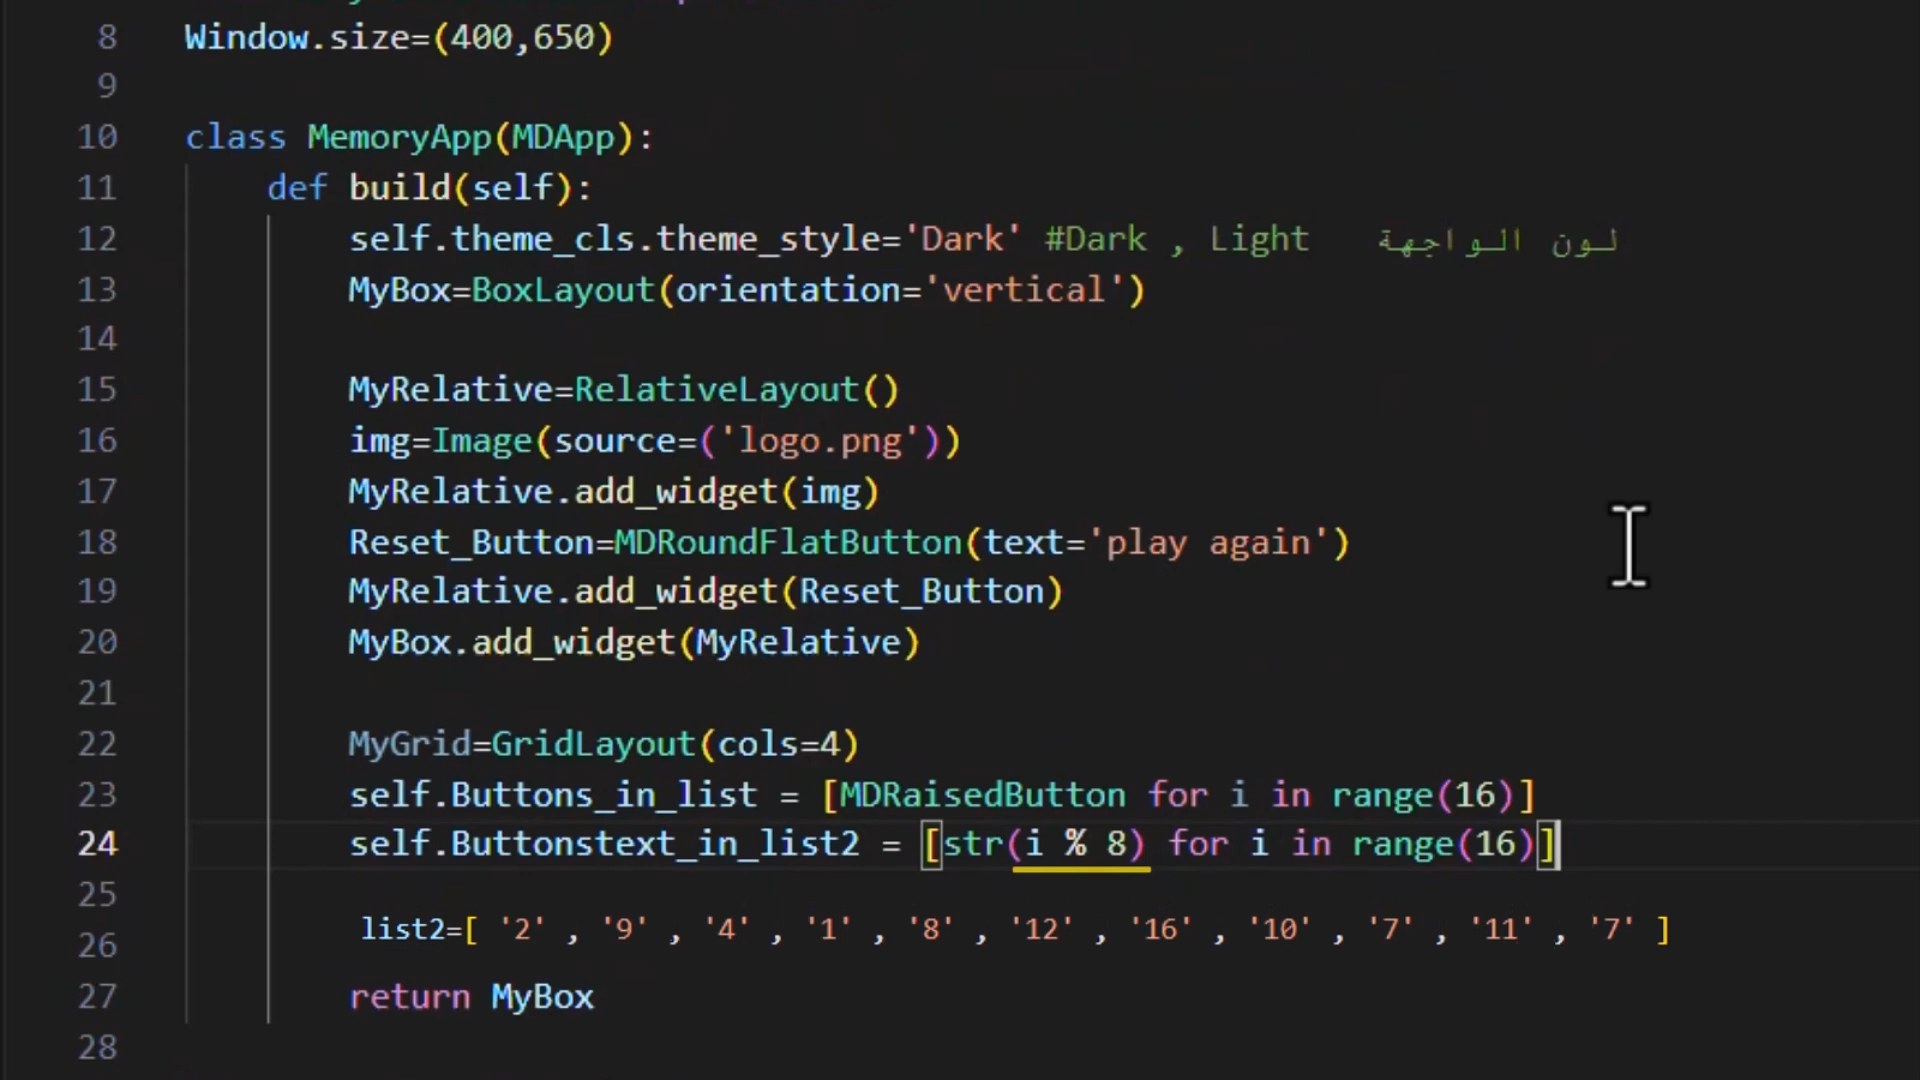 8 Window.size=(400,650)
9
10 class MemoryApp(MDApp):
11 def build(self):
12 self.theme_cls.theme_style='Dark' #Dark , Light لون الواجهة
13 MyBox=BoxLayout(orientation='vertical')
14
15 MyRelative=RelativeLayout()
16 img=Image(source=('logo.png'))
17 MyRelative.add_widget(img)
18 Reset_Button=MDRoundFlatButton(text='play again')
19 MyRelative.add_widget(Reset_Button)
20 MyBox.add_widget(MyRelative)
21
22 MyGrid=GridLayout(cols=4)
23 self.Buttons_in_list = [MDRaisedButton for i in range(16)]
24 self.Buttonstext_in_list2 = [str(i % 8) for i in range(16)]
25
list2=[ '2' , '9' , '4' , '1' , '8' , '12' , '16' , '10' , '7' , '11' , '7' ]
26
27 return MyBox
28